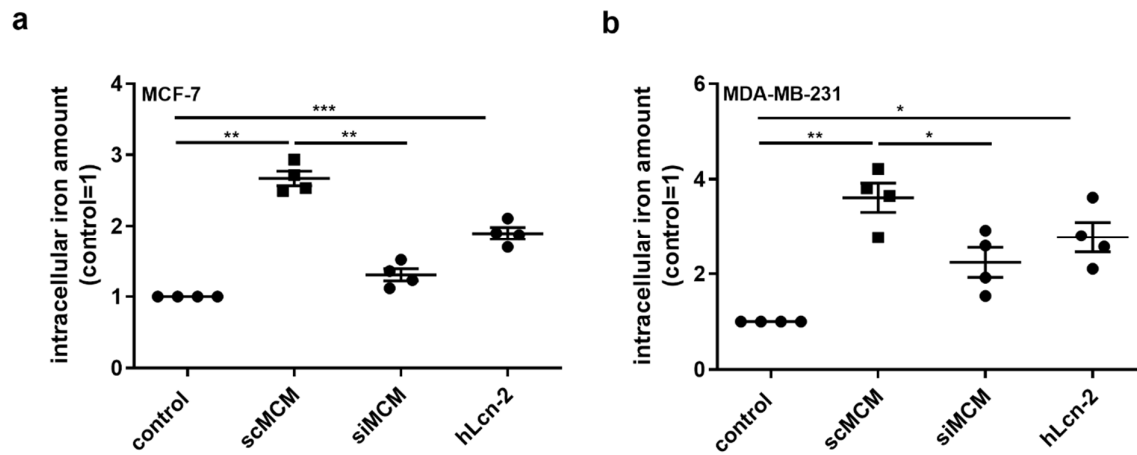 a
MCF-7
intracellular iron amount
(control=1)
4
3
2
1
0
***
** **
control
scMCM
siMCM
hLcn-2
b
MDA-MB-231
intracellular iron amount
(control=1)
6
4
2
0
*
** *
control
scMCM
siMCM
hLcn-2